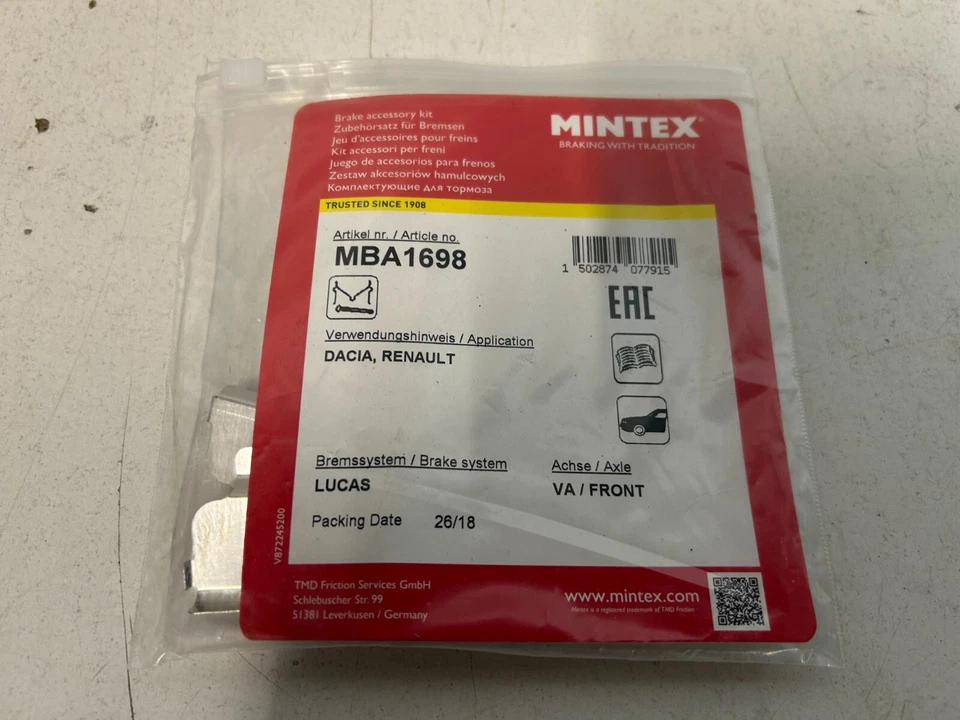 Brake accessory kit
Zubehörsatz für Bremsen
Jeu d'accessoires pour freins
Kit accessori per freni
Juego de accesorios para frenos
Zestaw akcesoriów hamulcowych
Комплектующие для тормоза
MINTEX®
BRAKING WITH TRADITION
TRUSTED SINCE 1908
Artikel nr. / Article no.
MBA1698
1 502874 077915
EAC
Verwendungshinweis / Application
DACIA, RENAULT
Bremssystem / Brake system
LUCAS
Achse / Axle
VA / FRONT
Packing Date 26/18
V872245200
TMD Friction Services GmbH
Schlebuscher Str. 99
51381 Leverkusen / Germany
www.mintex.com
Mintex is a registered trademark of TMD Friction